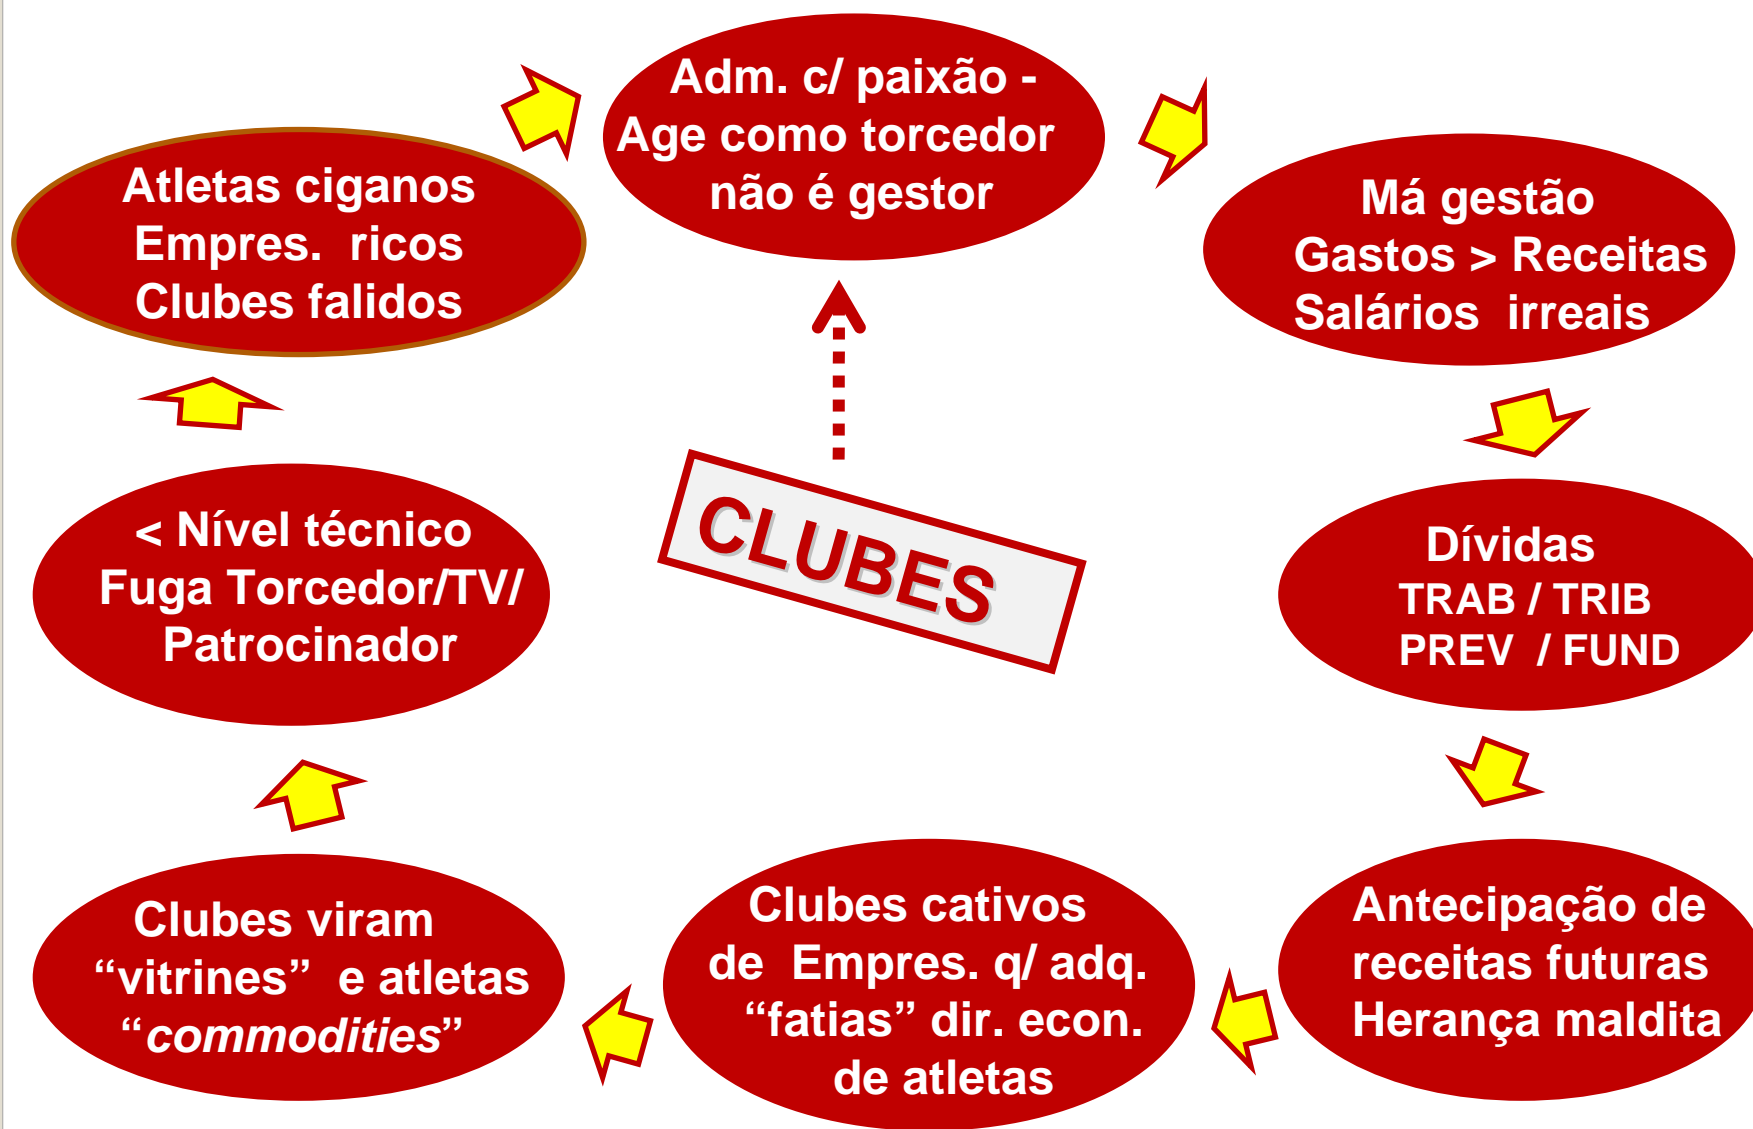 Adm. c/ paixão -
Age como torcedor
não é gestor
Má gestão
Gastos > Receitas
Salários irreais
Dívidas
TRAB / TRIB
PREV / FUND
Antecipação de
receitas futuras
Herança maldita
Clubes cativos
de Empres. q/ adq.
“fatias” dir. econ.
de atletas
Clubes viram
“vitrines” e atletas
“commodities”
< Nível técnico
Fuga Torcedor/TV/
Patrocinador
Atletas ciganos
Empres. ricos
Clubes falidos
CLUBES